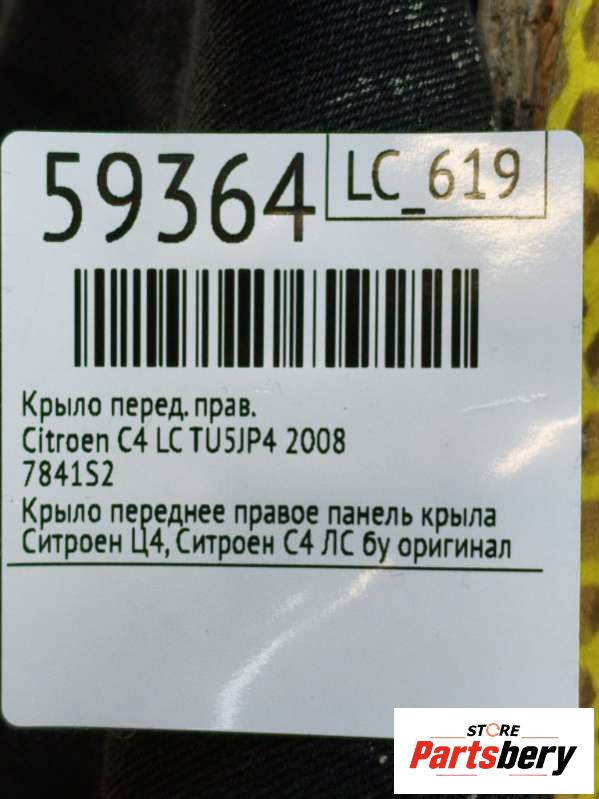 59364
LC_619
Крыло перед. прав.
Citroen C4 LC TU5JP4 2008
7841S2
Крыло переднее правое панель крыла
Ситроен Ц4, Ситроен С4 ЛС бу оригинал
STORE
Partsbery